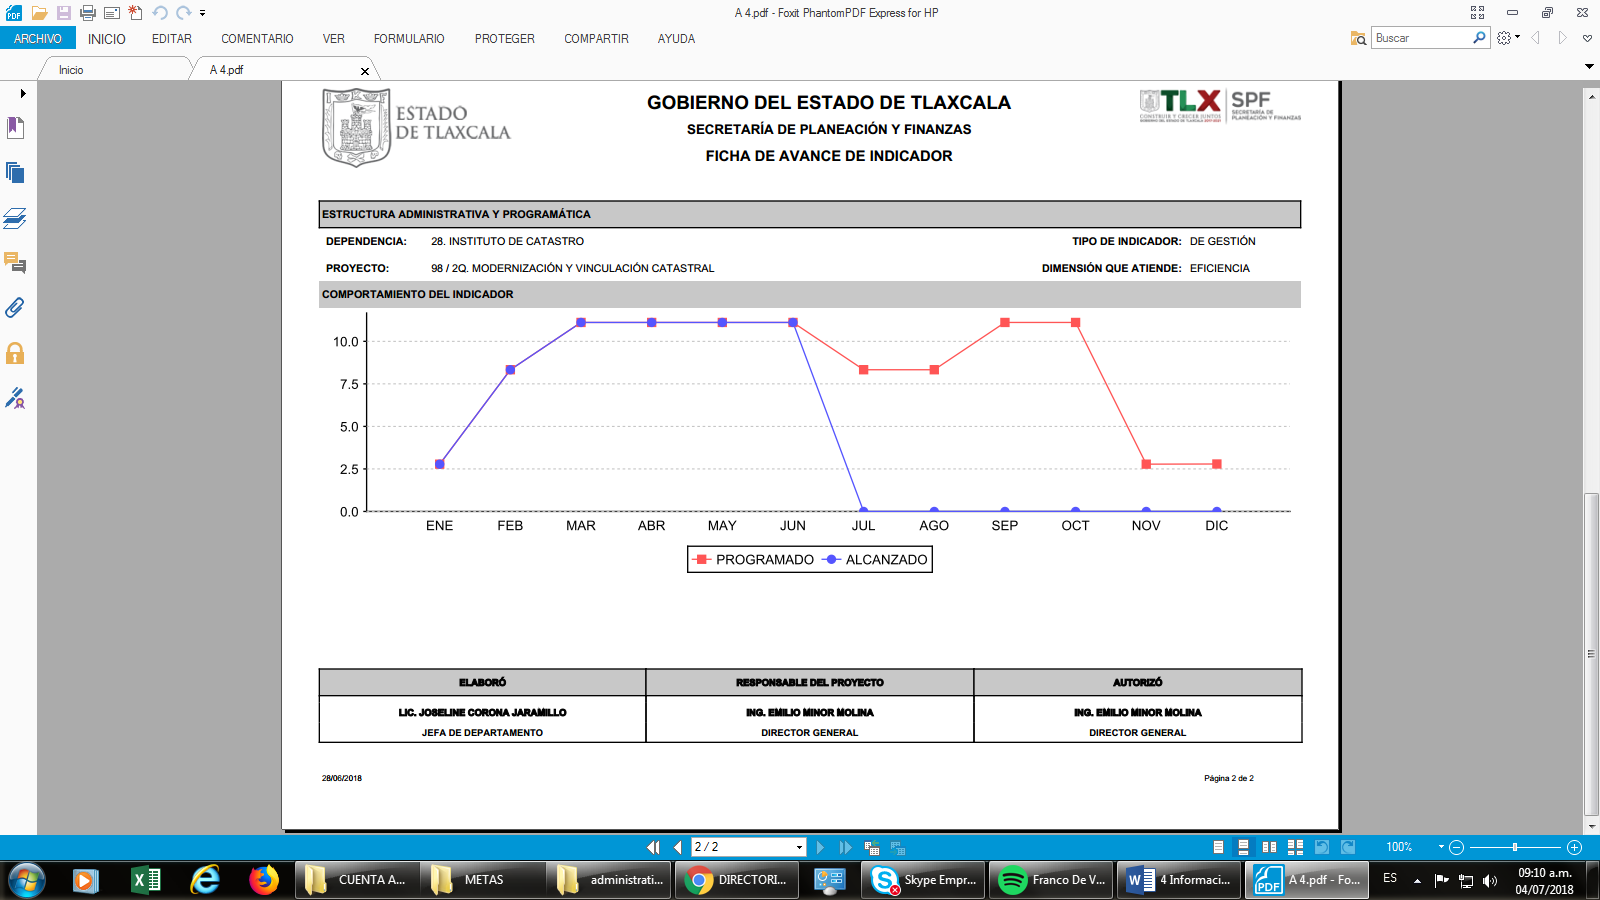 A 4.pdf - Foxit PhantomPDF Express for HP
ARCHIVO INICIO EDITAR COMENTARIO VER FORMULARIO PROTEGER COMPARTIR AYUDA Buscar
Inicio A 4.pdf
ESTADO
DE TLAXCALA
GOBIERNO DEL ESTADO DE TLAXCALA
SECRETARÍA DE PLANEACIÓN Y FINANZAS
FICHA DE AVANCE DE INDICADOR
TLX
CONSTRUIR Y CRECER JUNTOS
SPF
SECRETARÍA DE
PLANEACIÓN Y FINANZAS
ESTRUCTURA ADMINISTRATIVA Y PROGRAMÁTICA
DEPENDENCIA: 28. INSTITUTO DE CATASTRO TIPO DE INDICADOR: DE GESTIÓN
PROYECTO: 98 / 2Q. MODERNIZACIÓN Y VINCULACIÓN CATASTRAL DIMENSIÓN QUE ATIENDE: EFICIENCIA
COMPORTAMIENTO DEL INDICADOR
10.0
7.5
5.0
2.5
0.0
ENE FEB MAR ABR MAY JUN JUL AGO SEP OCT NOV DIC
PROGRAMADO ALCANZADO
ELABORÓ RESPONSABLE DEL PROYECTO AUTORIZÓ
LIC. JOSELINE CORONA JARAMILLO ING. EMILIO MINOR MOLINA ING. EMILIO MINOR MOLINA
JEFA DE DEPARTAMENTO DIRECTOR GENERAL DIRECTOR GENERAL
28/06/2018 Página 2 de 2
2 / 2 100%
CUENTA A... METAS administrati... DIRECTORI... Skype Empr... Franco De V... 4 Informaci... A 4.pdf - Fo... ES 09:10 a.m.
04/07/2018